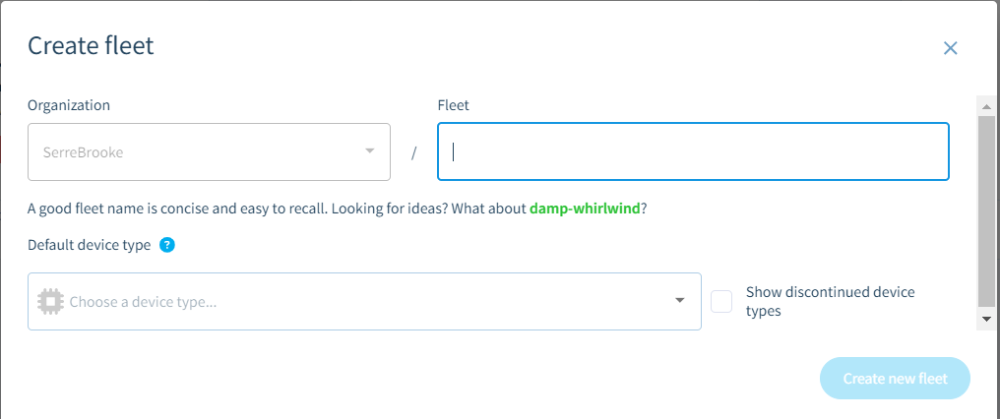 Create fleet
Organization
Fleet
SerreBrooke
/
A good fleet name is concise and easy to recall. Looking for ideas? What about damp-whirlwind?
Default device type ?
Choose a device type...
Show discontinued device
types
Create new fleet